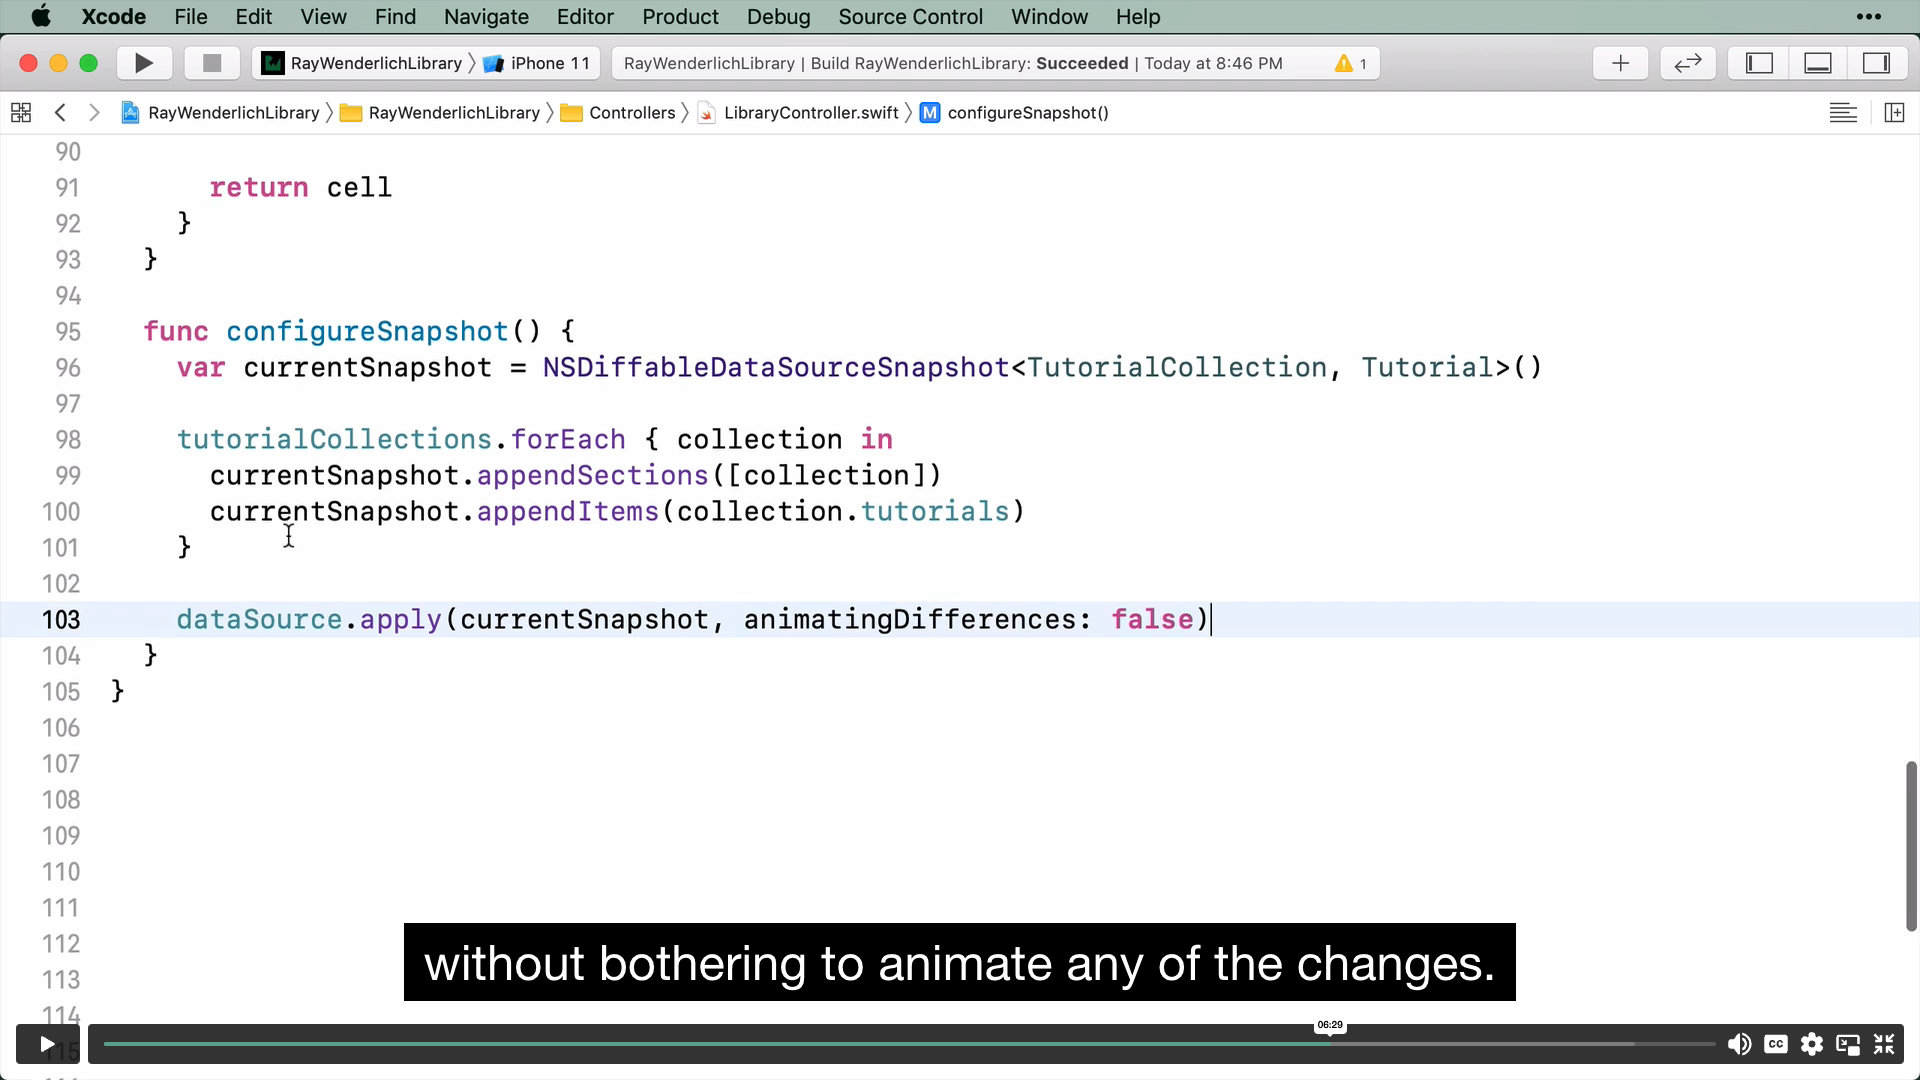 Xcode File Edit View Find Navigate Editor Product Debug Source Control Window Help
RayWenderlichLibrary iPhone 11 RayWenderlichLibrary | Build RayWenderlichLibrary: Succeeded | Today at 8:46 PM 1
RayWenderlichLibrary RayWenderlichLibrary Controllers LibraryController.swift M configureSnapshot()
90
91 return cell
92 }
93 }
94
95 func configureSnapshot() {
96 var currentSnapshot = NSDiffableDataSourceSnapshot<TutorialCollection, Tutorial>()
97
98 tutorialCollections.forEach { collection in
99 currentSnapshot.appendSections([collection])
100 currentSnapshot.appendItems(collection.tutorials)
101 }
102
103 dataSource.apply(currentSnapshot, animatingDifferences: false)
104 }
105 }
106
107
108
109
110
111
112
113
114
115
without bothering to animate any of the changes.
06:29
CC